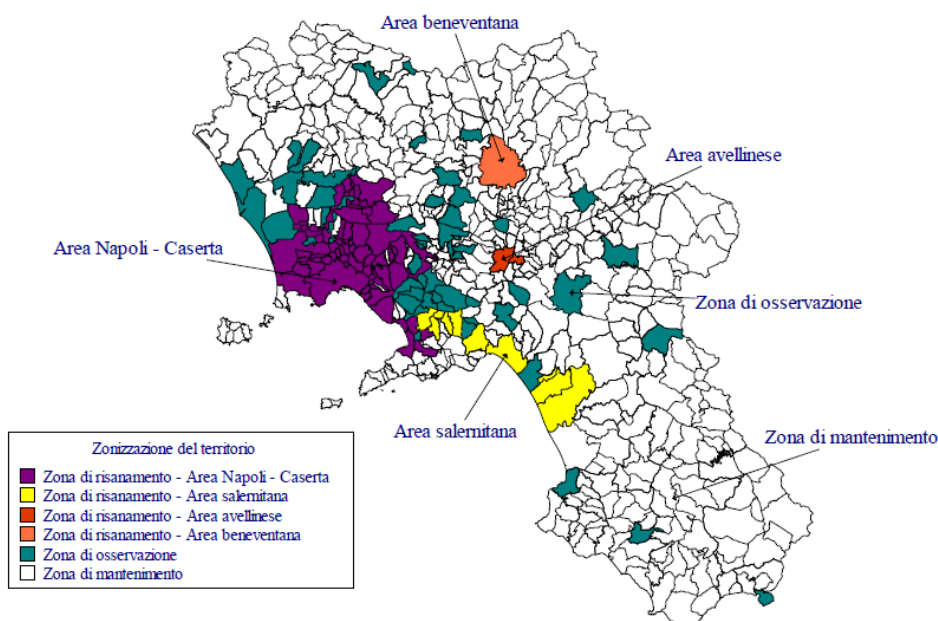 Area beneventana
Area avellinese
Area Napoli - Caserta
Zona di osservazione
Area salernitana
Zona di mantenimento
Zonizzazione del territorio
Zona di risanamento - Area Napoli - Caserta
Zona di risanamento - Area salernitana
Zona di risanamento - Area avellinese
Zona di risanamento - Area beneventana
Zona di osservazione
Zona di mantenimento